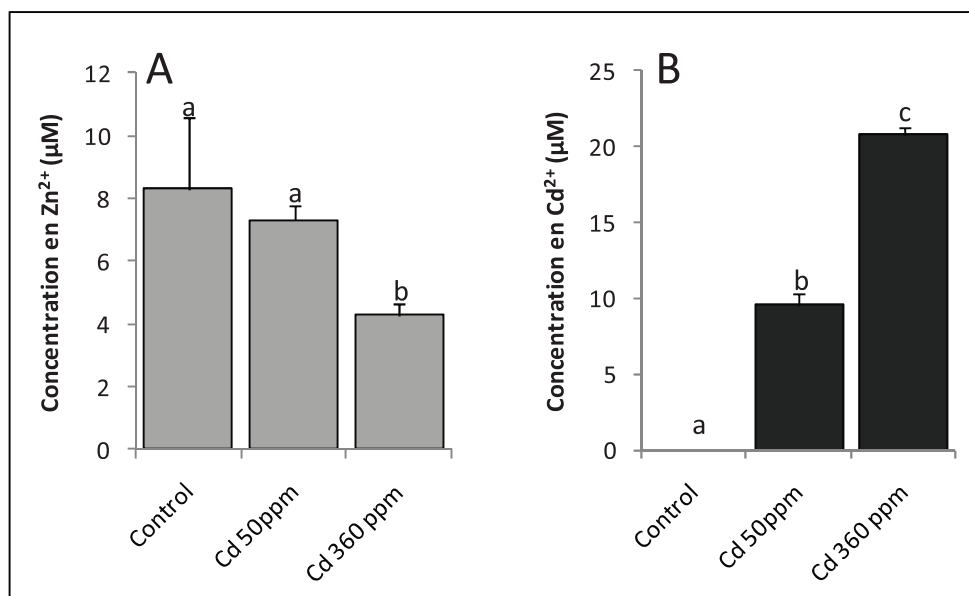 A
Concentration en Zn²⁺ (µM)
12
10
8
6
4
2
0
a
a
b
Control
Cd 50ppm
Cd 360 ppm
B
Concentration en Cd²⁺ (µM)
25
20
15
10
5
0
a
b
c
Control
Cd 50ppm
Cd 360 ppm